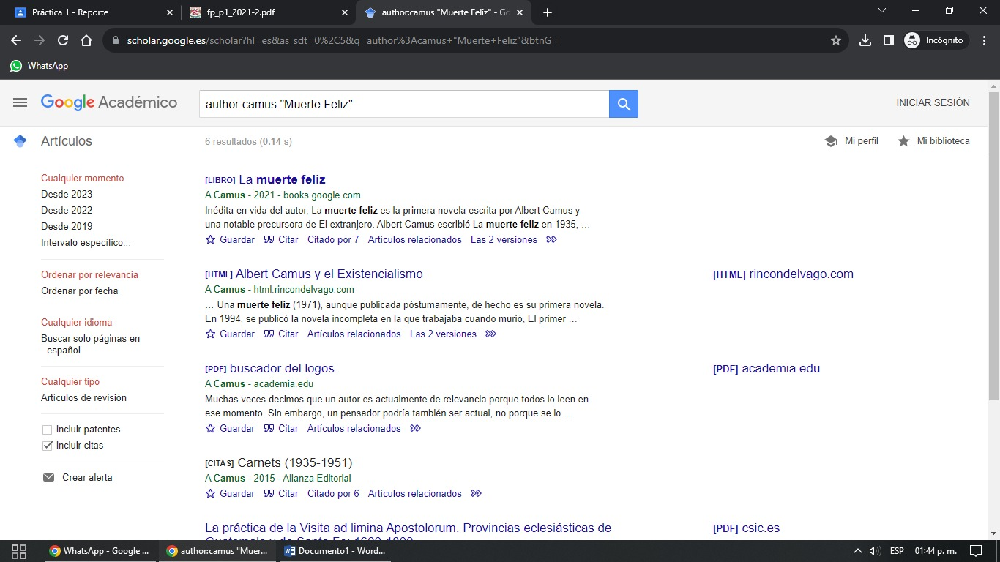 Práctica 1 - Reporte
fp_p1_2021-2.pdf
author:camus "Muerte Feliz" - Go
scholar.google.es/scholar?hl=es&as_sdt=0%2C5&q=author%3Acamus+"Muerte+Feliz"&btnG=
Incógnito
WhatsApp
Google Académico
author:camus "Muerte Feliz"
INICIAR SESIÓN
Artículos
6 resultados (0.14 s)
Mi perfil
Mi biblioteca
Cualquier momento
Desde 2023
Desde 2022
Desde 2019
Intervalo específico...
Ordenar por relevancia
Ordenar por fecha
Cualquier idioma
Buscar solo páginas en
español
Cualquier tipo
Artículos de revisión
incluir patentes
incluir citas
Crear alerta
[LIBRO] La muerte feliz
A Camus - 2021 - books.google.com
Inédita en vida del autor, La muerte feliz es la primera novela escrita por Albert Camus y
una notable precursora de El extranjero. Albert Camus escribió La muerte feliz en 1935, …
Guardar Citar Citado por 7 Artículos relacionados Las 2 versiones
[HTML] Albert Camus y el Existencialismo
A Camus - html.rincondelvago.com
… Una muerte feliz (1971), aunque publicada póstumamente, de hecho es su primera novela.
En 1994, se publicó la novela incompleta en la que trabajaba cuando murió, El primer …
Guardar Citar Artículos relacionados Las 2 versiones
[HTML] rincondelvago.com
[PDF] buscador del logos.
A Camus - academia.edu
Muchas veces decimos que un autor es actualmente de relevancia porque todos lo leen en
ese momento. Sin embargo, un pensador podría también ser actual, no porque se lo …
Guardar Citar Artículos relacionados
[PDF] academia.edu
[CITAS] Carnets (1935-1951)
A Camus - 2015 - Alianza Editorial
Guardar Citar Citado por 6 Artículos relacionados
La práctica de la Visita ad limina Apostolorum. Provincias eclesiásticas de
[PDF] csic.es
WhatsApp - Google ...
author:camus "Muer...
Documento1 - Word...
ESP
01:44 p. m.